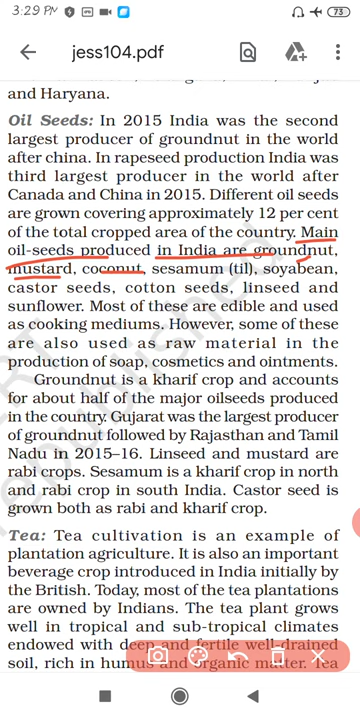 3:29 PM
73
jess104.pdf
and Haryana.
Oil Seeds: In 2015 India was the second
largest producer of groundnut in the world
after china. In rapeseed production India was
third largest producer in the world after
Canada and China in 2015. Different oil seeds
are grown covering approximately 12 per cent
of the total cropped area of the country. Main
oil-seeds produced in India are groundnut,
mustard, coconut, sesamum (til), soyabean,
castor seeds, cotton seeds, linseed and
sunflower. Most of these are edible and used
as cooking mediums. However, some of these
are also used as raw material in the
production of soap, cosmetics and ointments.
Groundnut is a kharif crop and accounts
for about half of the major oilseeds produced
in the country. Gujarat was the largest producer
of groundnut followed by Rajasthan and Tamil
Nadu in 2015–16. Linseed and mustard are
rabi crops. Sesamum is a kharif crop in north
and rabi crop in south India. Castor seed is
grown both as rabi and kharif crop.
Tea: Tea cultivation is an example of
plantation agriculture. It is also an important
beverage crop introduced in India initially by
the British. Today, most of the tea plantations
are owned by Indians. The tea plant grows
well in tropical and sub-tropical climates
endowed with deep and fertile well-drained
soil, rich in humus and organic matter. Tea